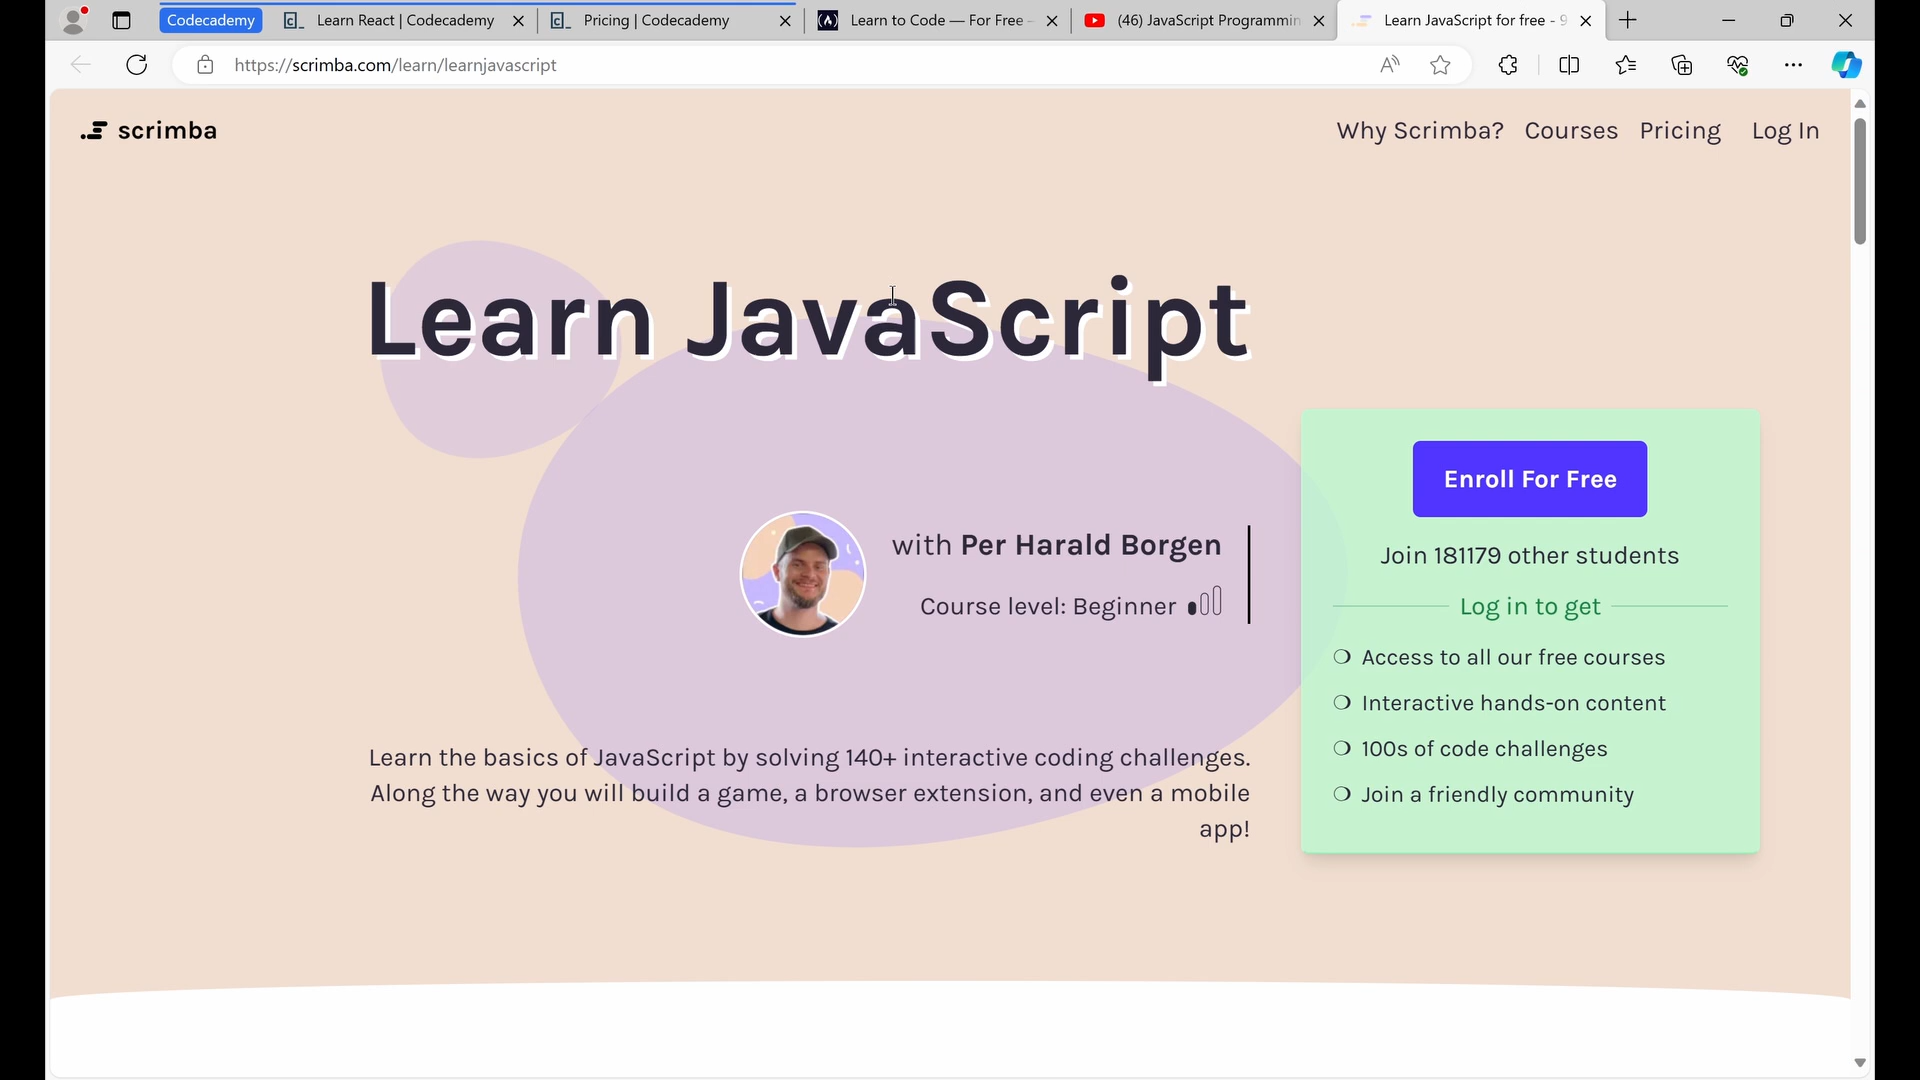 Codecademy
Learn React | Codecademy
Pricing | Codecademy
Learn to Code — For Free
(46) JavaScript Programmin
Learn JavaScript for free - 9
https://scrimba.com/learn/learnjavascript
scrimba
Why Scrimba? Courses Pricing Log In
Learn JavaScript
with Per Harald Borgen
Course level: Beginner
Learn the basics of JavaScript by solving 140+ interactive coding challenges.
Along the way you will build a game, a browser extension, and even a mobile
app!
Enroll For Free
Join 181179 other students
Log in to get
Access to all our free courses
Interactive hands-on content
100s of code challenges
Join a friendly community